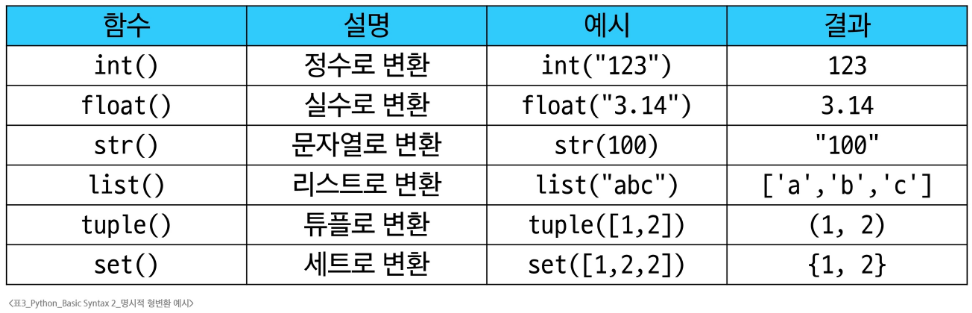 함수 설명 예시 결과
int() 정수로 변환 int("123") 123
float() 실수로 변환 float("3.14") 3.14
str() 문자열로 변환 str(100) "100"
list() 리스트로 변환 list("abc") ['a','b','c']
tuple() 튜플로 변환 tuple([1,2]) (1, 2)
set() 세트로 변환 set([1,2,2]) {1, 2}
<표3_Python_Basic Syntax 2_명시적 형변환 예시>